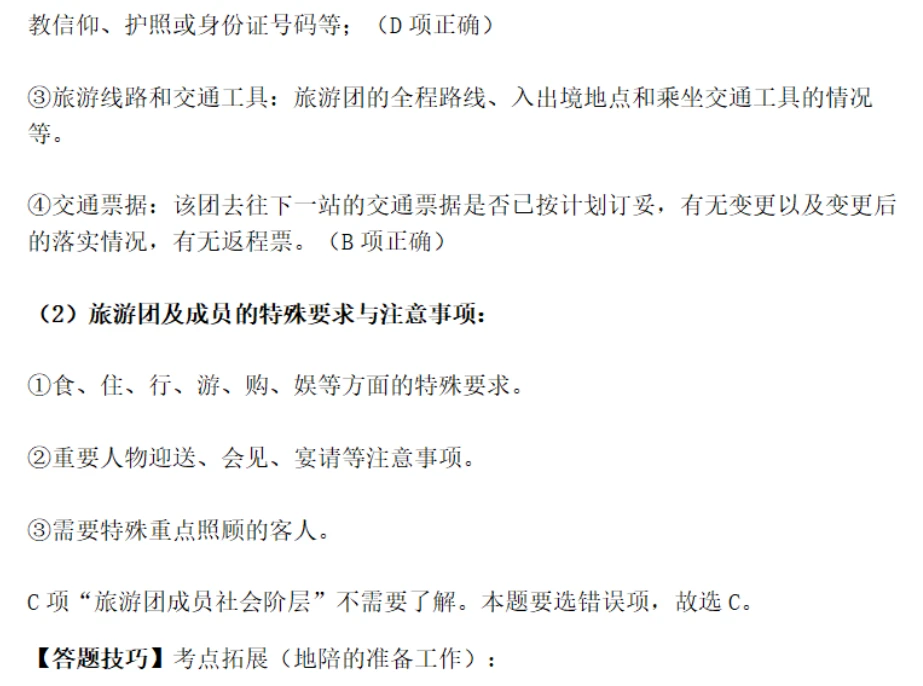 教信仰、护照或身份证号码等；（D 项正确）
③旅游线路和交通工具：旅游团的全程路线、入出境地点和乘坐交通工具的情况
等。
④交通票据：该团去往下一站的交通票据是否已按计划订妥，有无变更以及变更后
的落实情况，有无返程票。（B 项正确）
（2）旅游团及成员的特殊要求与注意事项：
①食、住、行、游、购、娱等方面的特殊要求。
②重要人物迎送、会见、宴请等注意事项。
③需要特殊重点照顾的客人。
C 项“旅游团成员社会阶层”不需要了解。本题要选错误项，故选 C。
【答题技巧】考点拓展（地陪的准备工作）：